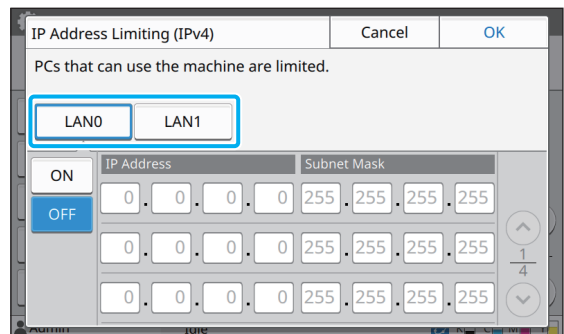 IP Address Limiting (IPv4) Cancel OK
PCs that can use the machine are limited.
LAN0 LAN1
ON IP Address Subnet Mask
OFF 0 . 0 . 0 . 0 255 . 255 . 255 . 255
0 . 0 . 0 . 0 255 . 255 . 255 . 255
1
4
0 . 0 . 0 . 0 255 . 255 . 255 . 255
Admin Idle